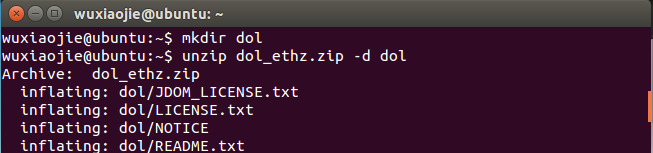 wuxiaojie@ubuntu: ~
wuxiaojie@ubuntu:~$ mkdir dol
wuxiaojie@ubuntu:~$ unzip dol_ethz.zip -d dol
Archive:  dol_ethz.zip
  inflating: dol/JDOM_LICENSE.txt
  inflating: dol/LICENSE.txt
  inflating: dol/NOTICE
  inflating: dol/README.txt